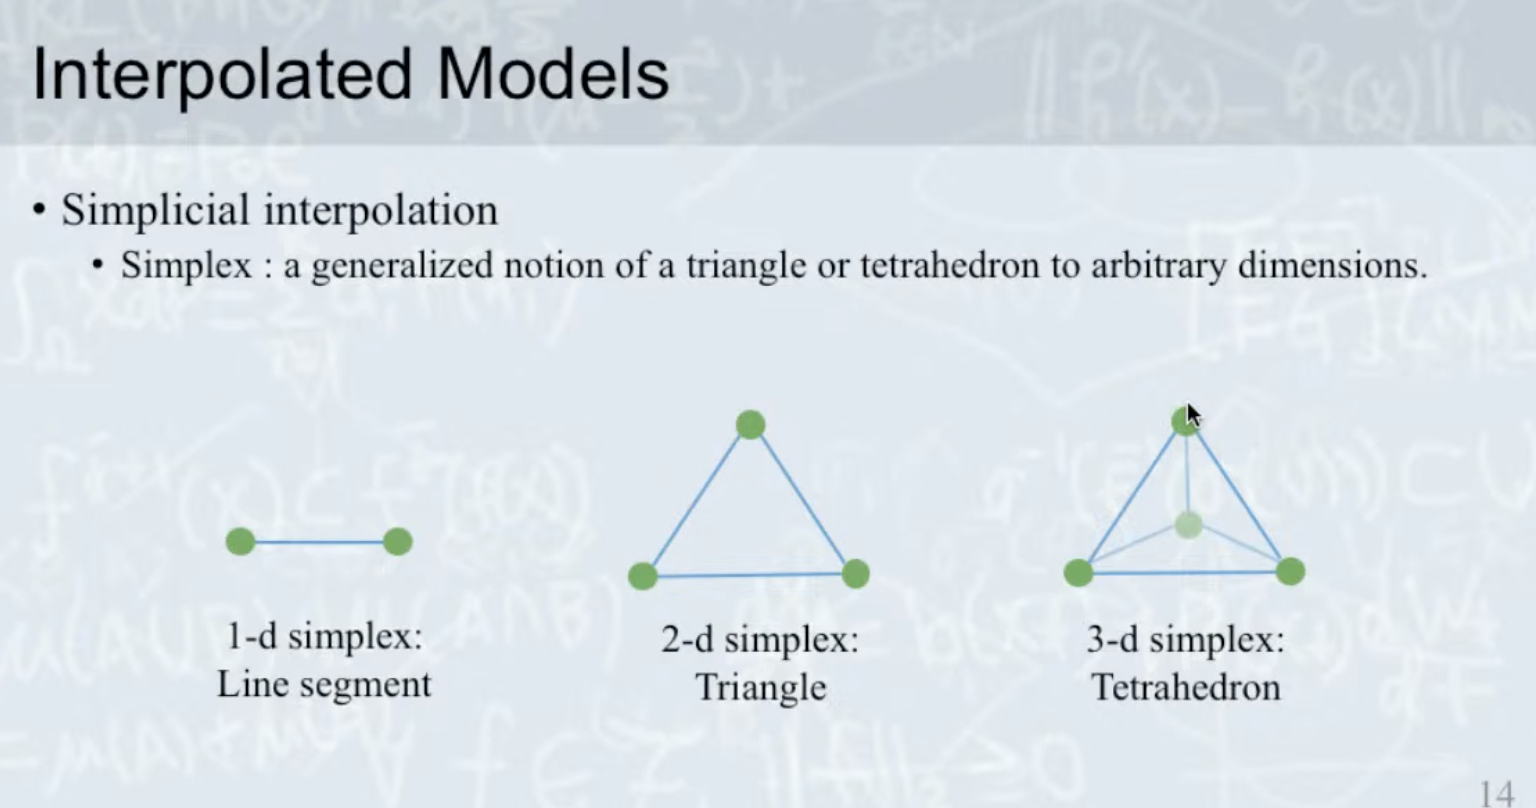 Interpolated Models
• Simplicial interpolation
• Simplex : a generalized notion of a triangle or tetrahedron to arbitrary dimensions.
1-d simplex:
Line segment
2-d simplex:
Triangle
3-d simplex:
Tetrahedron
14